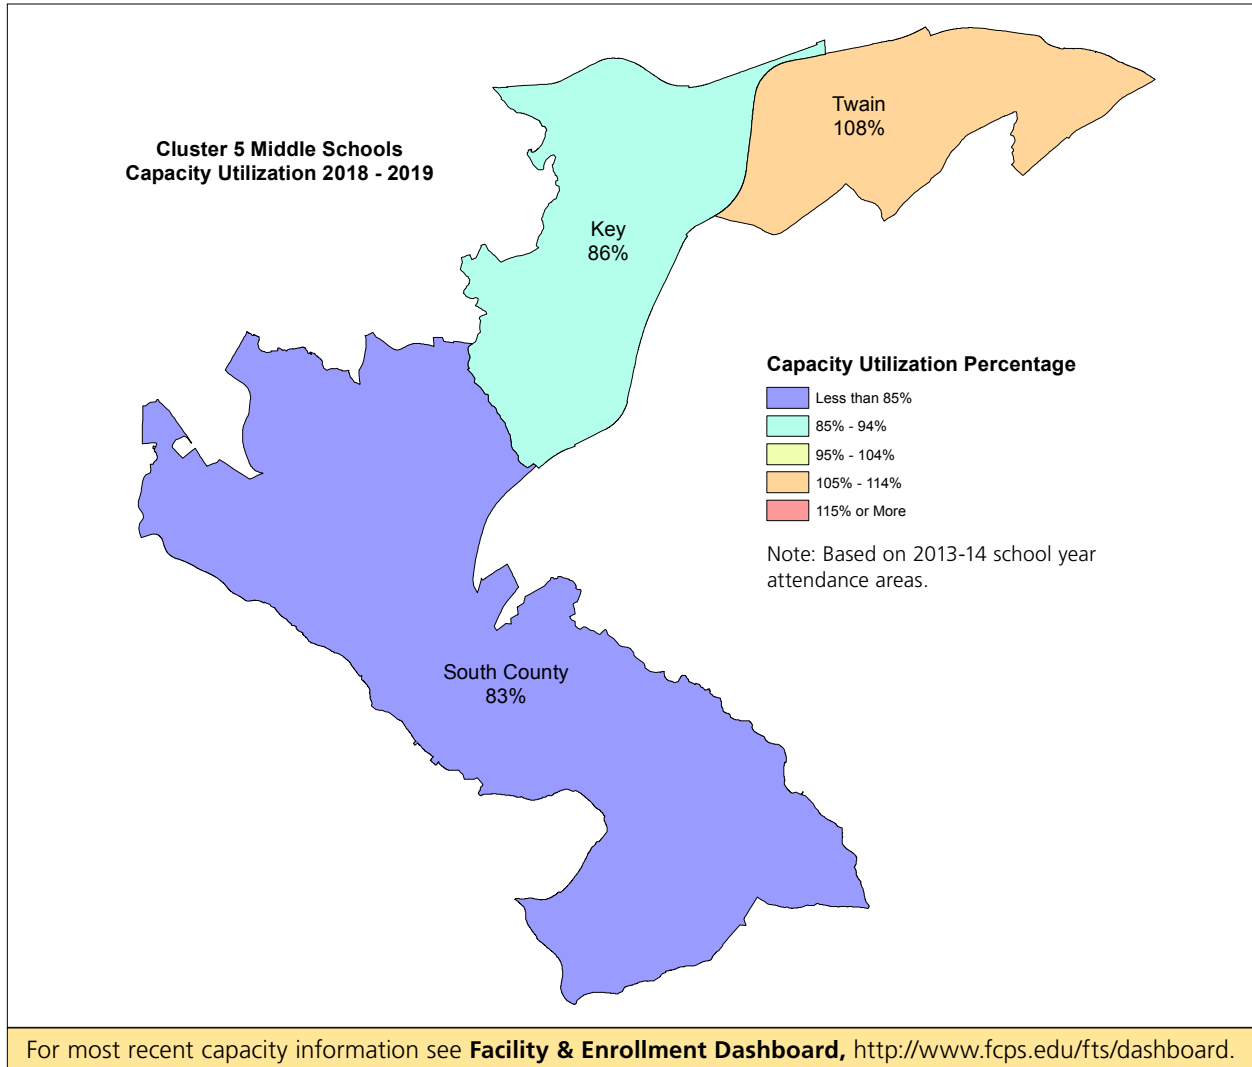 Cluster 5 Middle Schools
Capacity Utilization 2018 - 2019
Twain
108%
Key
86%
Capacity Utilization Percentage
Less than 85%
85% - 94%
95% - 104%
105% - 114%
115% or More
Note: Based on 2013-14 school year
attendance areas.
South County
83%
For most recent capacity information see Facility & Enrollment Dashboard, http://www.fcps.edu/fts/dashboard.